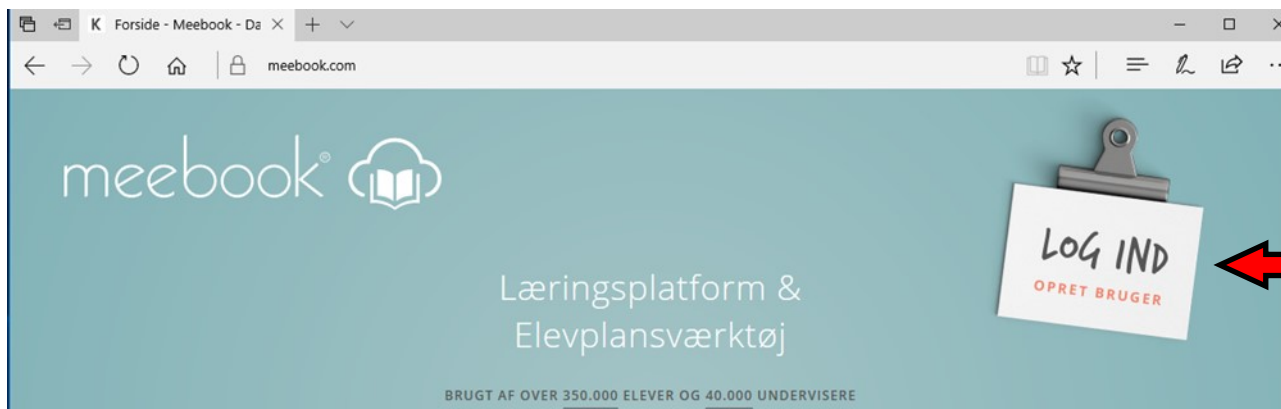 K Forside - Meebook - Da
meebook.com
meebook®
LOG IND
OPRET BRUGER
Læringsplatform &
Elevplansværktøj
BRUGT AF OVER 350.000 ELEVER OG 40.000 UNDERVISERE